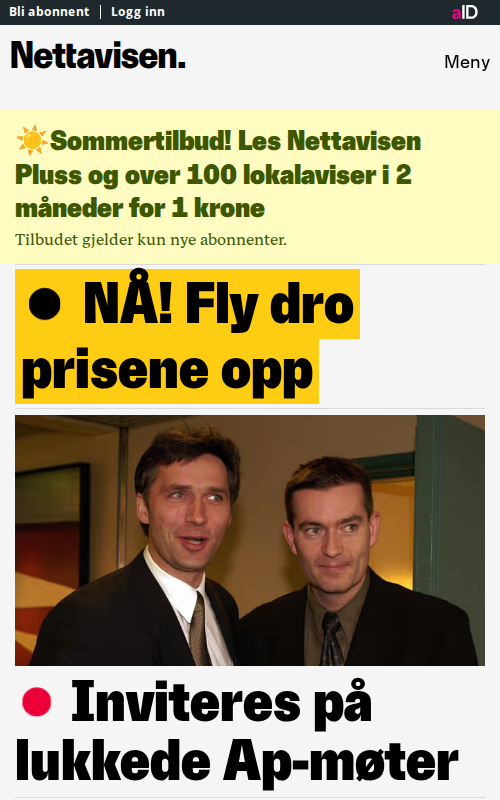 Bli abonnent | Logg inn
aID
Nettavisen.
Meny
☀️Sommertilbud! Les Nettavisen
Pluss og over 100 lokalaviser i 2
måneder for 1 krone
Tilbudet gjelder kun nye abonnenter.
● NÅ! Fly dro
prisene opp
● Inviteres på
lukkede Ap-møter